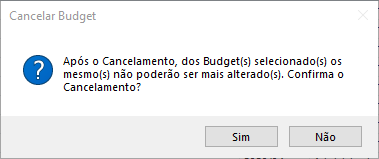 Cancelar Budget
Após o Cancelamento, dos Budget(s) selecionado(s) os
mesmo(s) não poderão ser mais alterado(s). Confirma o
Cancelamento?
Sim
Não